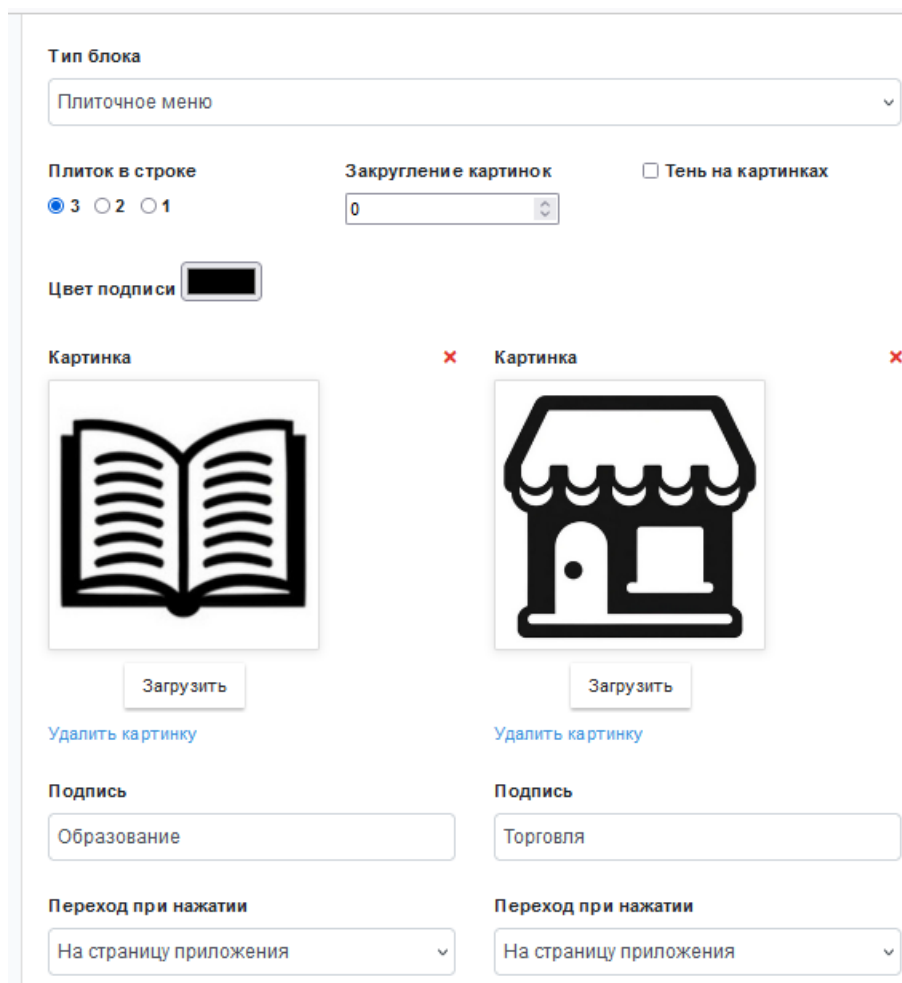 Тип блока
Плиточное меню
Плиток в строке Закругление картинок Тень на картинках
3 2 1 0
Цвет подписи
Картинка Картинка
Загрузить Загрузить
Удалить картинку Удалить картинку
Подпись Подпись
Образование Торговля
Переход при нажатии Переход при нажатии
На страницу приложения На страницу приложения